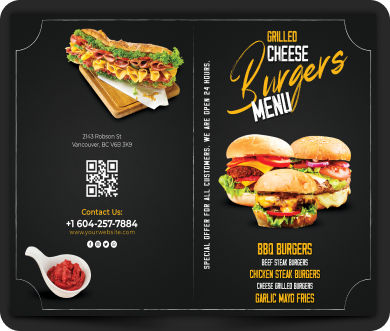 2143 Robson St
Vancouver, BC V6B 3K9
Contact Us:
+1 604-257-7884
www.yourwebsite.com
SPECIAL OFFER FOR ALL CUSTOMERS. WE ARE OPEN 24 HOURS.
GRILLED
CHEESE
Burgers
MENU
BBQ BURGERS
BEEF STEAK BURGERS
CHICKEN STEAK BURGERS
CHEESE GRILLED BURGERS
GARLIC MAYO FRIES